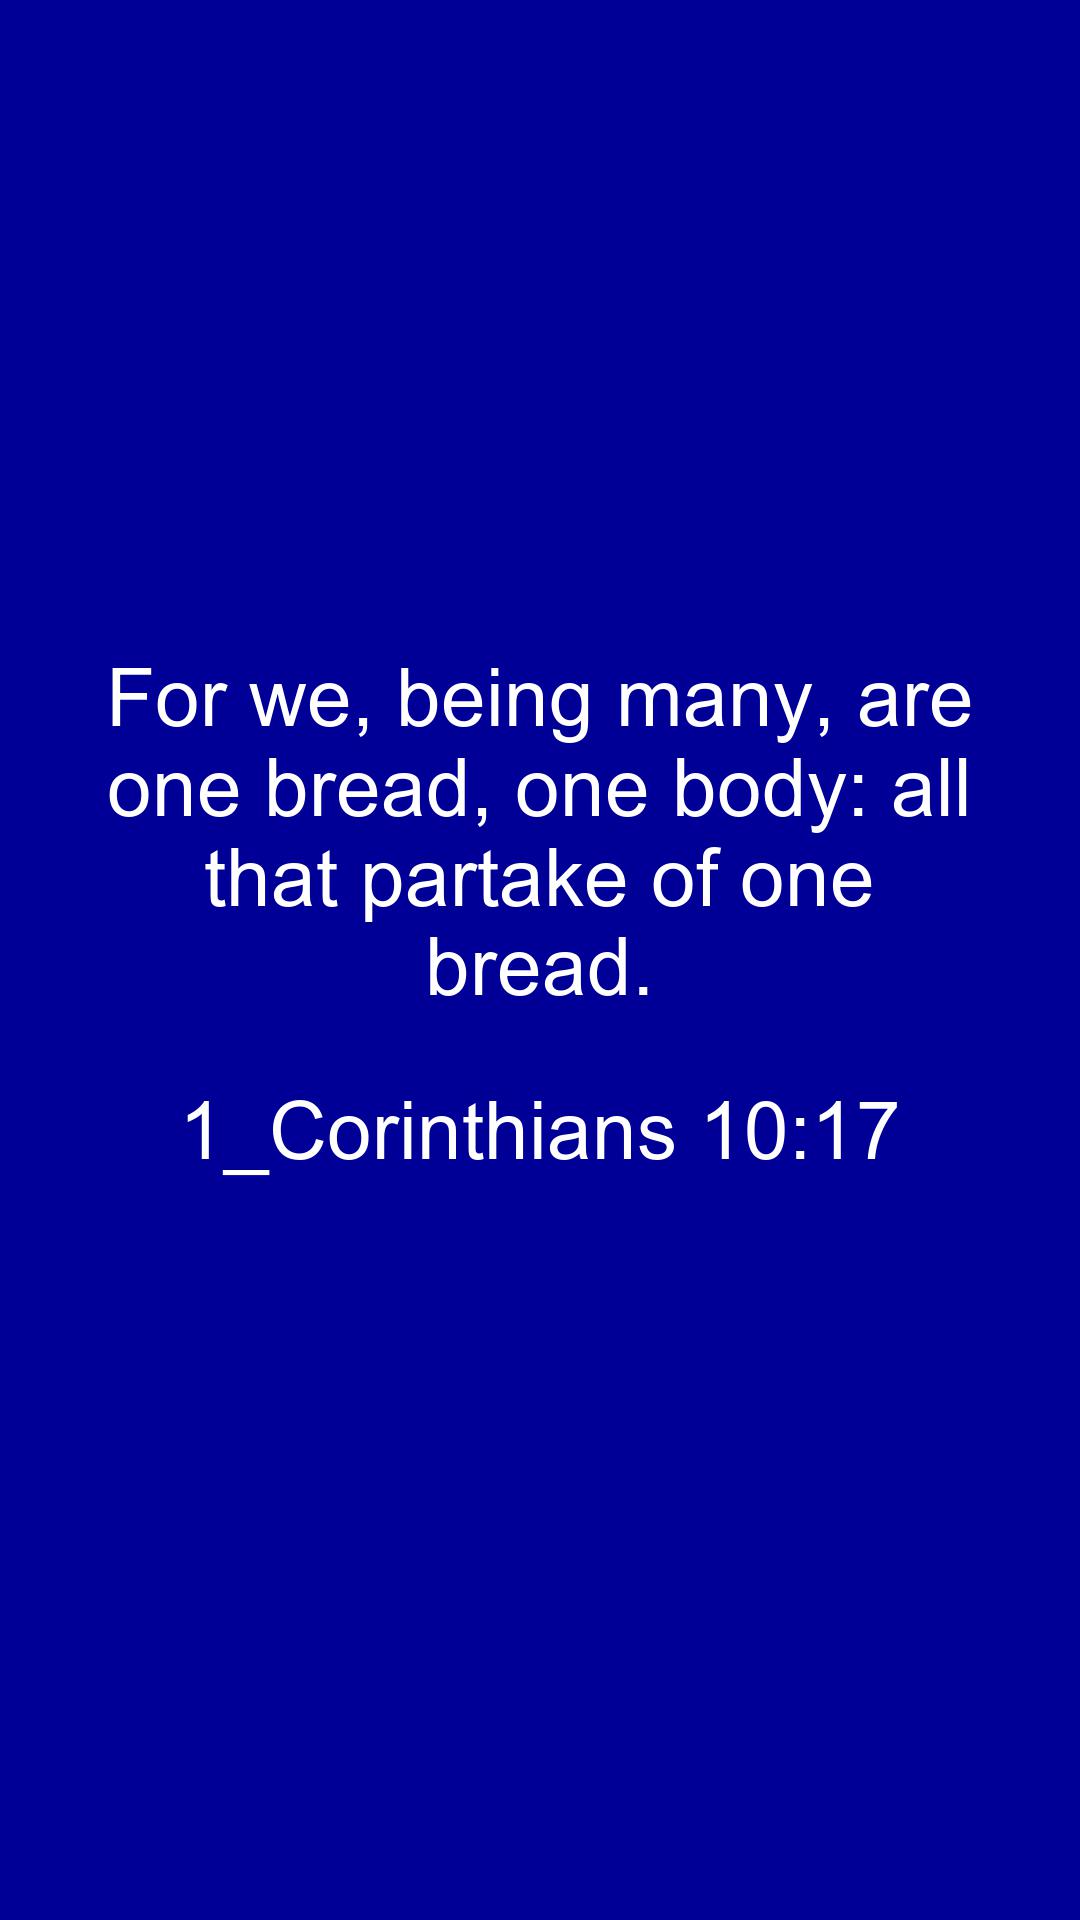 For we, being many, are
one bread, one body: all
that partake of one
bread.
1_Corinthians 10:17